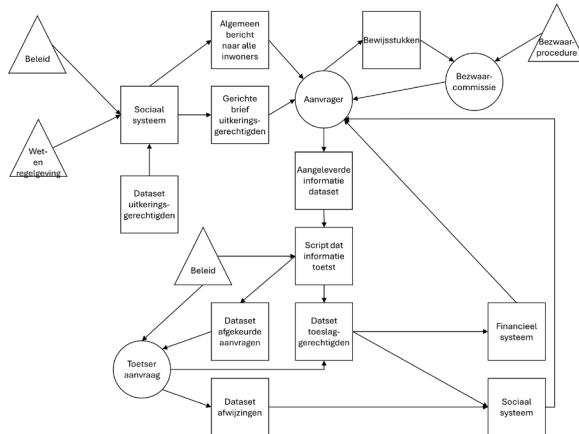 Beleid
Algemeen
bericht
naar alle
inwoners
Bewijsstukken
Bezwaar-
procedure
Sociaal
systeem
Gerichte
brief
uitkerings-
gerechtigden
Aanvrager
Bezwaar-
commissie
Wet-
en
regelgeving
Dataset
uitkerings-
gerechtigden
Aangeleverde
informatie
dataset
Beleid
Script dat
informatie
toetst
Dataset
afgekeurde
aanvragen
Datset
toeslag-
gerechtigden
Financieel
systeem
Toetser
aanvraag
Dataset
afwijzingen
Sociaal
systeem